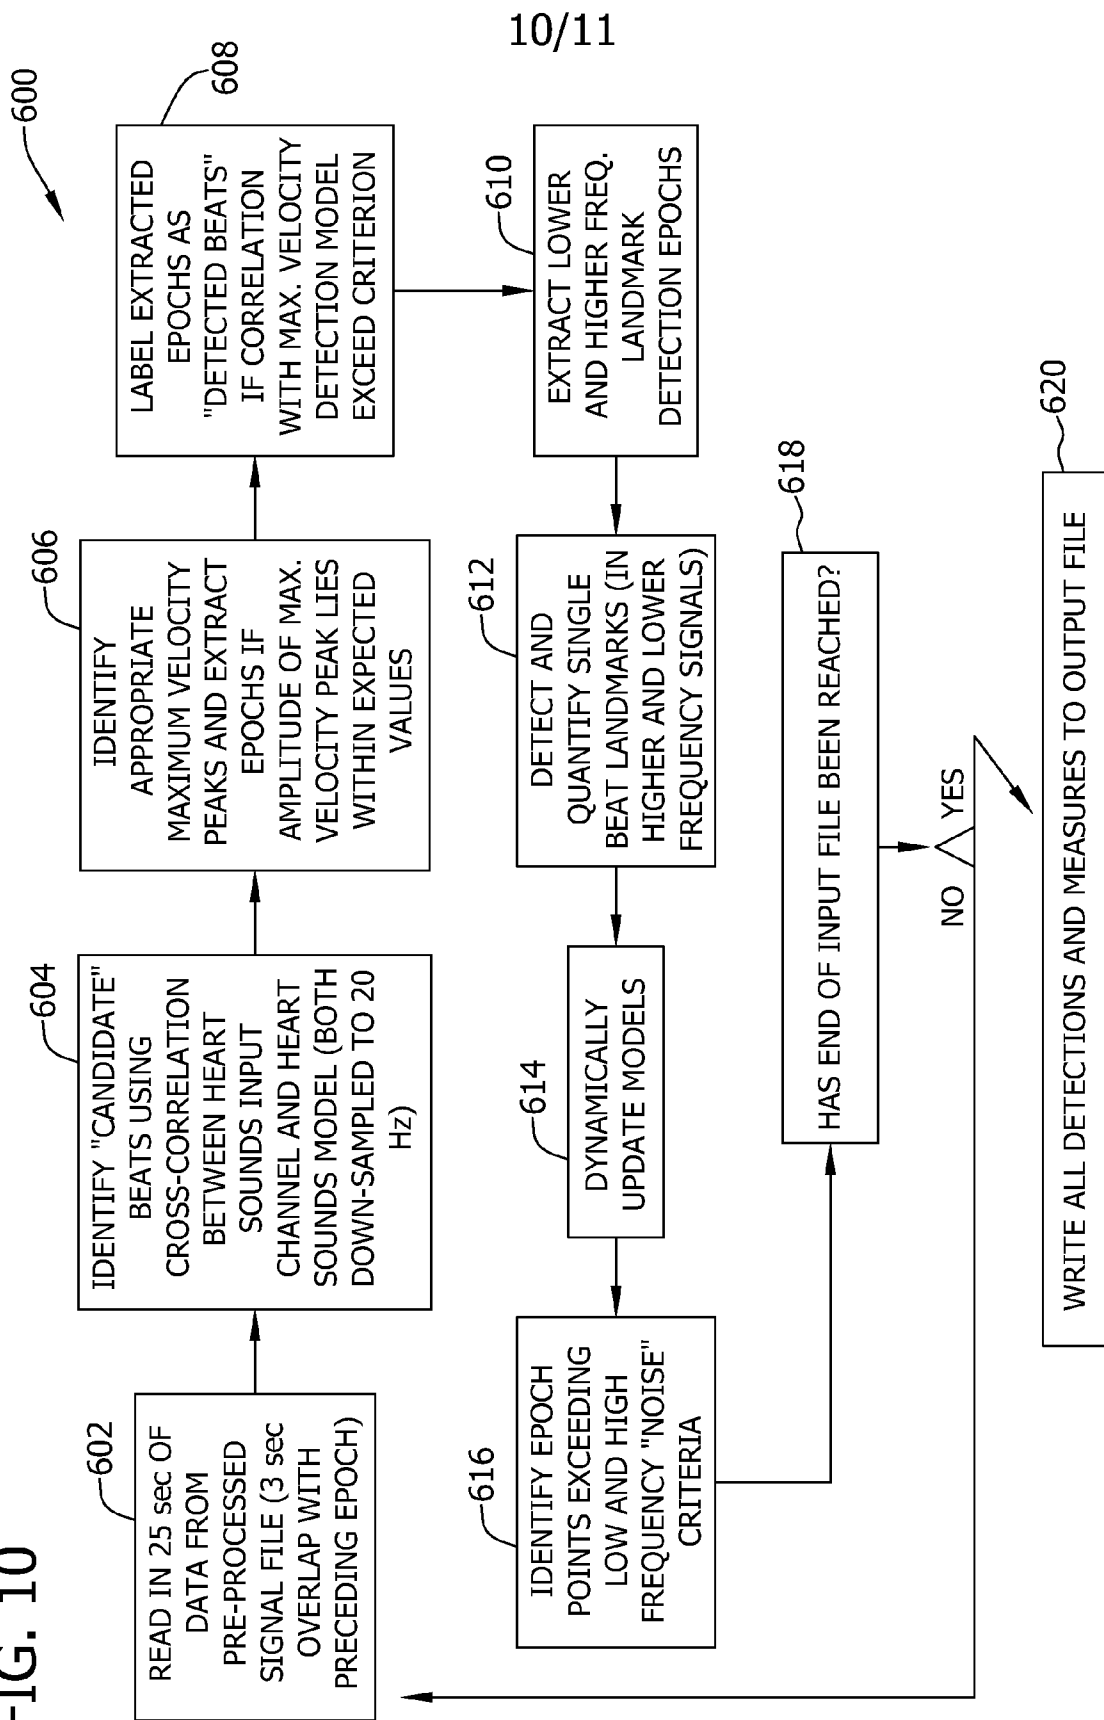 10/11
FIG. 10
600
602
READ IN 25 sec OF
DATA FROM
PRE-PROCESSED
SIGNAL FILE (3 sec
OVERLAP WITH
PRECEDING EPOCH)
604
IDENTIFY "CANDIDATE"
BEATS USING
CROSS-CORRELATION
BETWEEN HEART
SOUNDS INPUT
CHANNEL AND HEART
SOUNDS MODEL (BOTH
DOWN-SAMPLED TO 20
Hz)
606
IDENTIFY
APPROPRIATE
MAXIMUM VELOCITY
PEAKS AND EXTRACT
EPOCHS IF
AMPLITUDE OF MAX.
VELOCITY PEAK LIES
WITHIN EXPECTED
VALUES
608
LABEL EXTRACTED
EPOCHS AS
"DETECTED BEATS"
IF CORRELATION
WITH MAX. VELOCITY
DETECTION MODEL
EXCEED CRITERION
610
EXTRACT LOWER
AND HIGHER FREQ.
LANDMARK
DETECTION EPOCHS
612
DETECT AND
QUANTIFY SINGLE
BEAT LANDMARKS (IN
HIGHER AND LOWER
FREQUENCY SIGNALS)
614
DYNAMICALLY
UPDATE MODELS
616
IDENTIFY EPOCH
POINTS EXCEEDING
LOW AND HIGH
FREQUENCY "NOISE"
CRITERIA
618
HAS END OF INPUT FILE BEEN REACHED?
NO
YES
620
WRITE ALL DETECTIONS AND MEASURES TO OUTPUT FILE